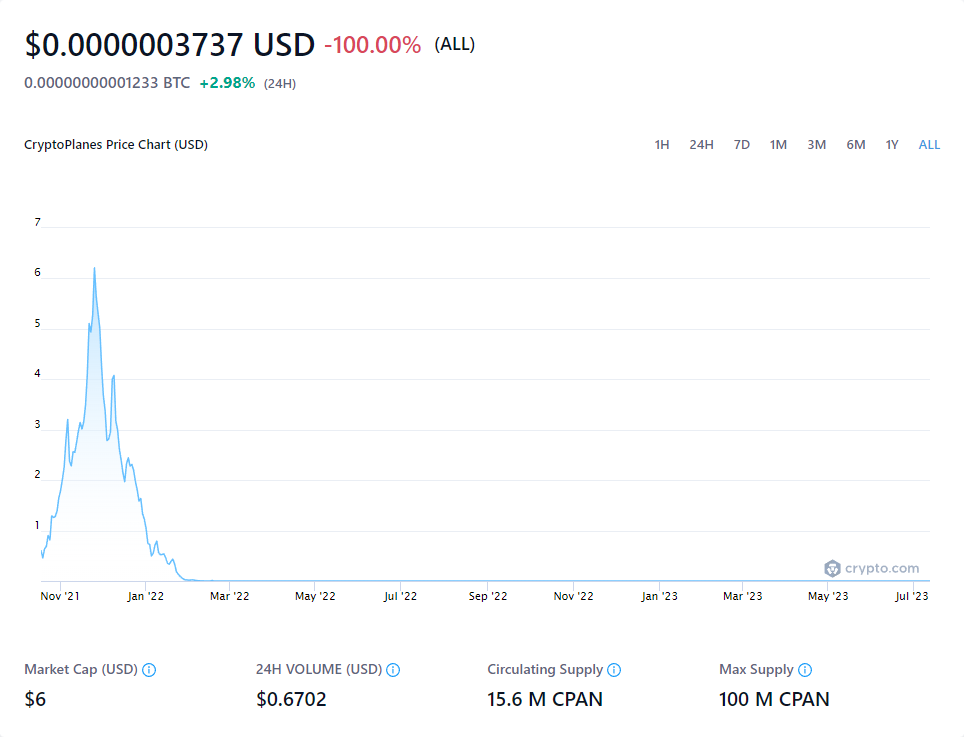 $0.0000003737 USD -100.00% (ALL)
0.00000000001233 BTC +2.98% (24H)
CryptoPlanes Price Chart (USD) 1H 24H 7D 1M 3M 6M 1Y ALL
7
6
5
4
3
2
1
crypto.com
Nov '21 Jan '22 Mar '22 May '22 Jul '22 Sep '22 Nov '22 Jan '23 Mar '23 May '23 Jul '23
Market Cap (USD) 24H VOLUME (USD) Circulating Supply Max Supply
$6 $0.6702 15.6 M CPAN 100 M CPAN